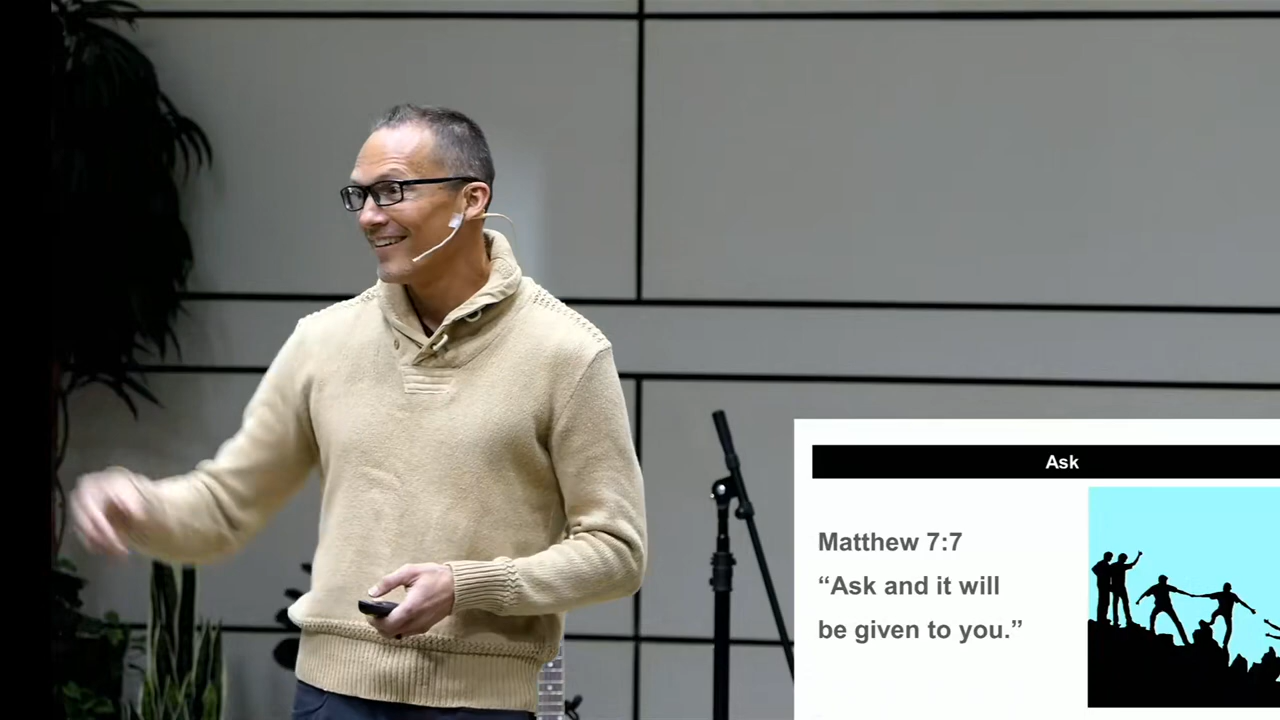 Ask
Matthew 7:7
“Ask and it will
be given to you.”